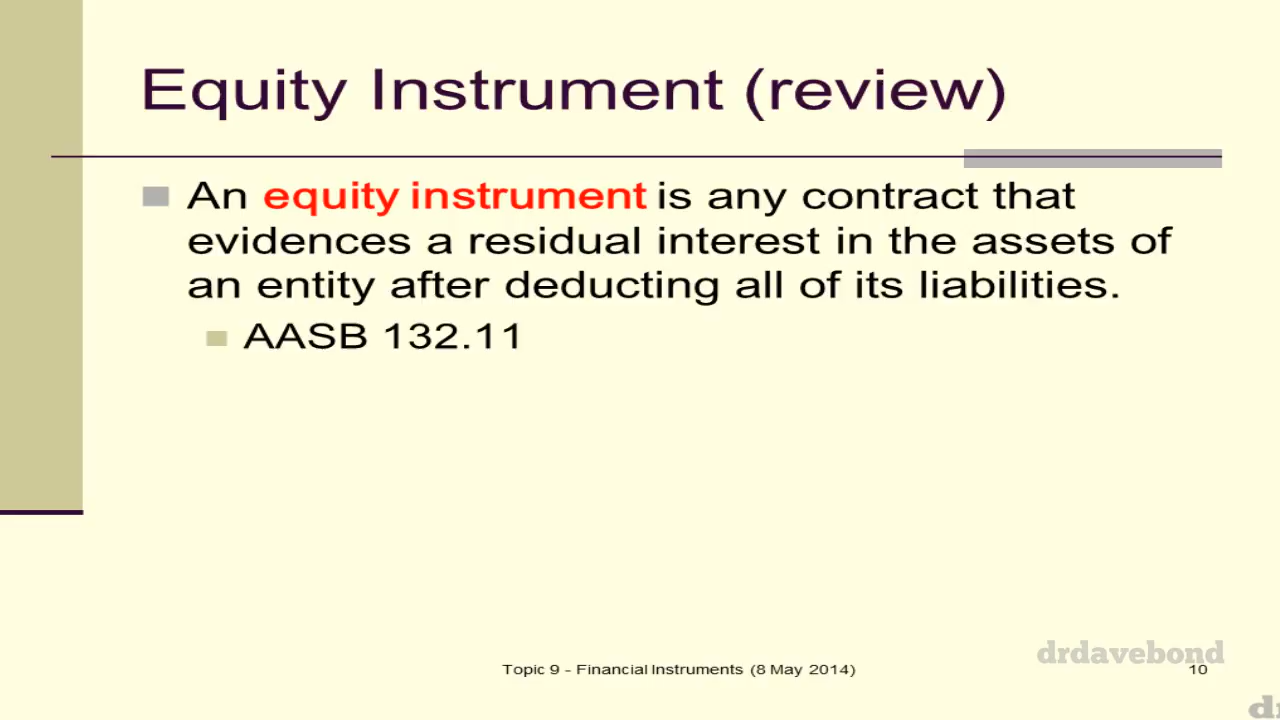 Equity Instrument (review)
An equity instrument is any contract that
evidences a residual interest in the assets of
an entity after deducting all of its liabilities.
AASB 132.11
drdavebond
Topic 9 - Financial Instruments (8 May 2014)
10